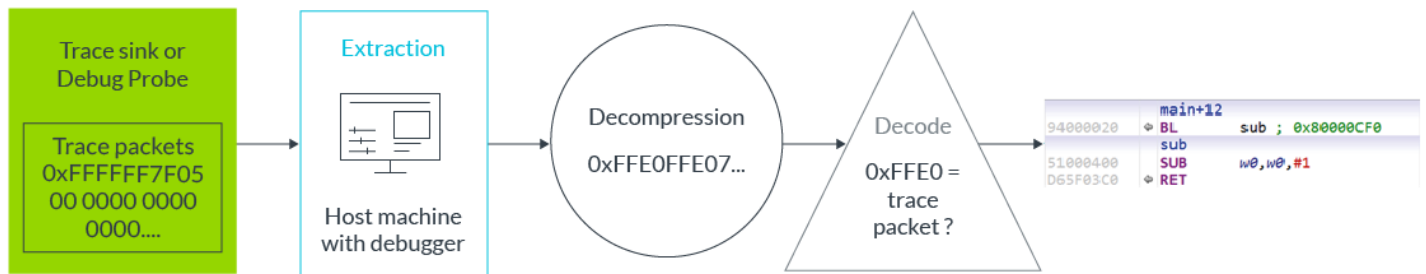 Trace sink or
Debug Probe
Trace packets
0xFFFFFF7F05
00 0000 0000
0000....
Extraction
Host machine
with debugger
Decompression
0xFFE0FFE07...
Decode
0xFFE0 =
trace
packet ?
main+12
94000020 BL sub ; 0x80000CF0
sub
51000400 SUB w0,w0,#1
D65F03C0 RET